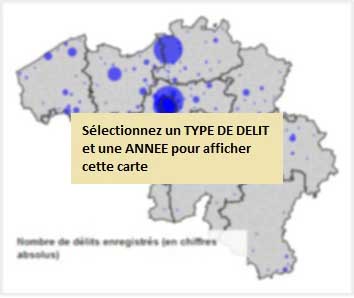 Sélectionnez un TYPE DE DELIT
et une ANNEE pour afficher
cette carte
Nombre de délits enregistrés (en chiffres
absolus)